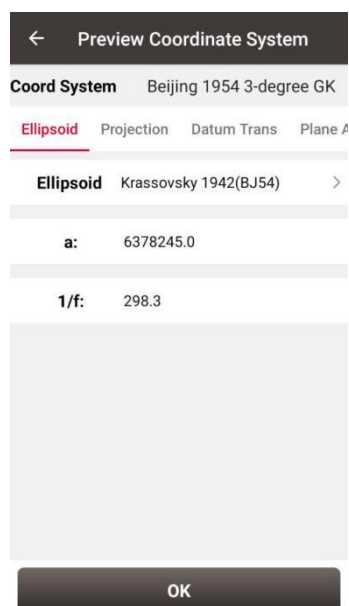 Preview Coordinate System
Coord System Beijing 1954 3-degree GK
Ellipsoid Projection Datum Trans Plane A
Ellipsoid Krassovsky 1942(BJ54)
a: 6378245.0
1/f: 298.3
OK